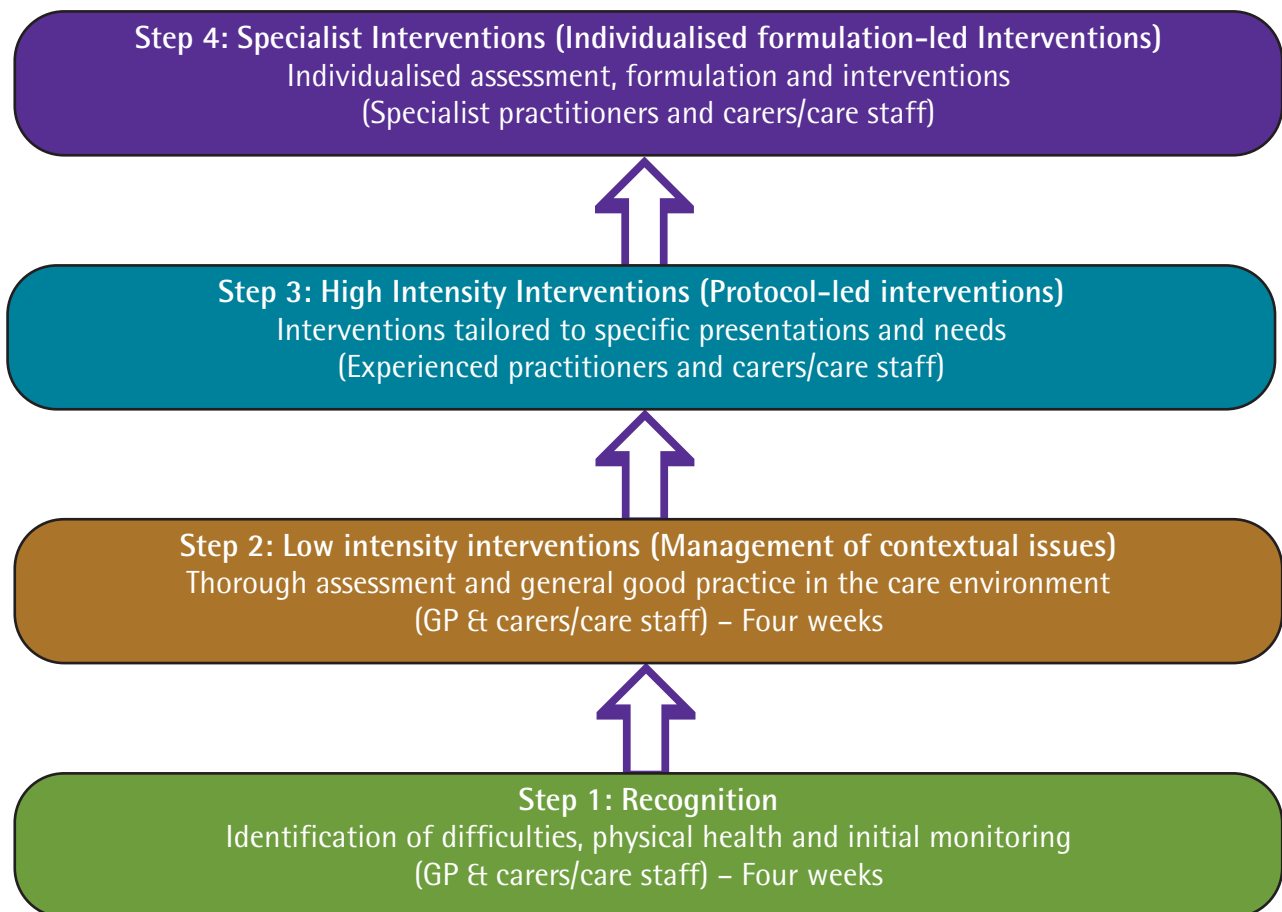 Step 4: Specialist Interventions (Individualised formulation-led Interventions)
Individualised assessment, formulation and interventions
(Specialist practitioners and carers/care staff)
Step 3: High Intensity Interventions (Protocol-led interventions)
Interventions tailored to specific presentations and needs
(Experienced practitioners and carers/care staff)
Step 2: Low intensity interventions (Management of contextual issues)
Thorough assessment and general good practice in the care environment
(GP & carers/care staff) – Four weeks
Step 1: Recognition
Identification of difficulties, physical health and initial monitoring
(GP & carers/care staff) – Four weeks